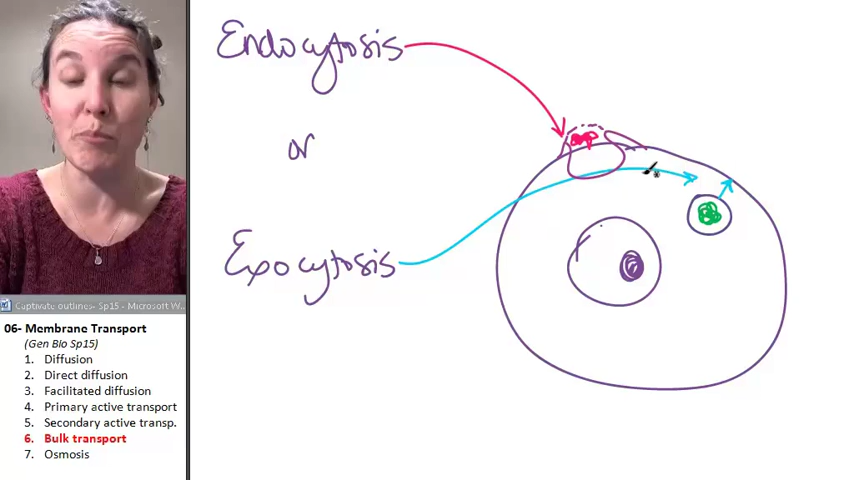 Endocytosis
or
Exocytosis
Captivate outlines- Sp15 - Microsoft W...
06- Membrane Transport
(Gen Bio Sp15)
1. Diffusion
2. Direct diffusion
3. Facilitated diffusion
4. Primary active transport
5. Secondary active transp.
6. Bulk transport
7. Osmosis